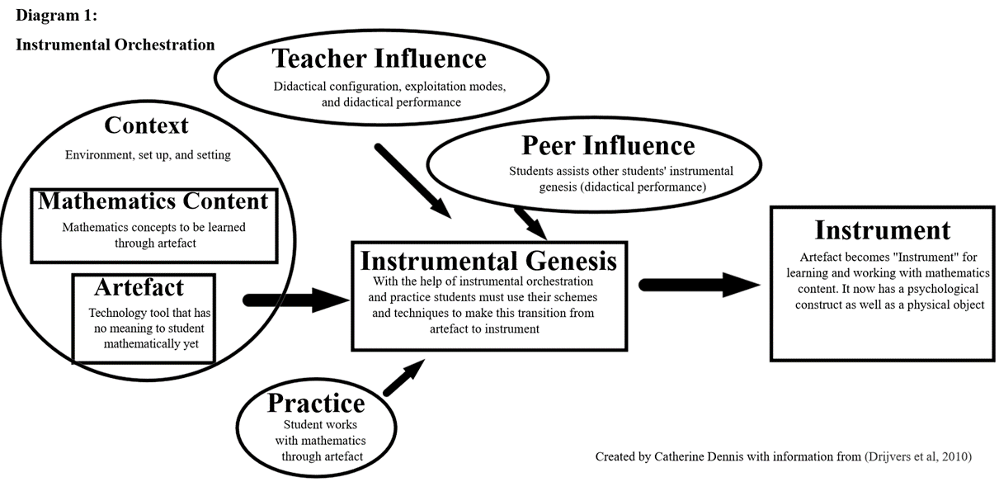 Diagram 1:
Instrumental Orchestration
Teacher Influence
Didactical configuration, exploitation modes,
and didactical performance
Context
Environment, set up, and setting
Peer Influence
Students assists other students' instrumental
genesis (didactical performance)
Mathematics Content
Mathematics concepts to be learned
through artefact
Artefact
Technology tool that has
no meaning to student
mathematically yet
Instrumental Genesis
With the help of instrumental orchestration
and practice students must use their schemes
and techniques to make this transition from
artefact to instrument
Instrument
Artefact becomes "Instrument" for
learning and working with mathematics
content. It now has a psychological
construct as well as a physical object
Practice
Student works
with mathematics
through artefact
Created by Catherine Dennis with information from (Drijvers et al, 2010)